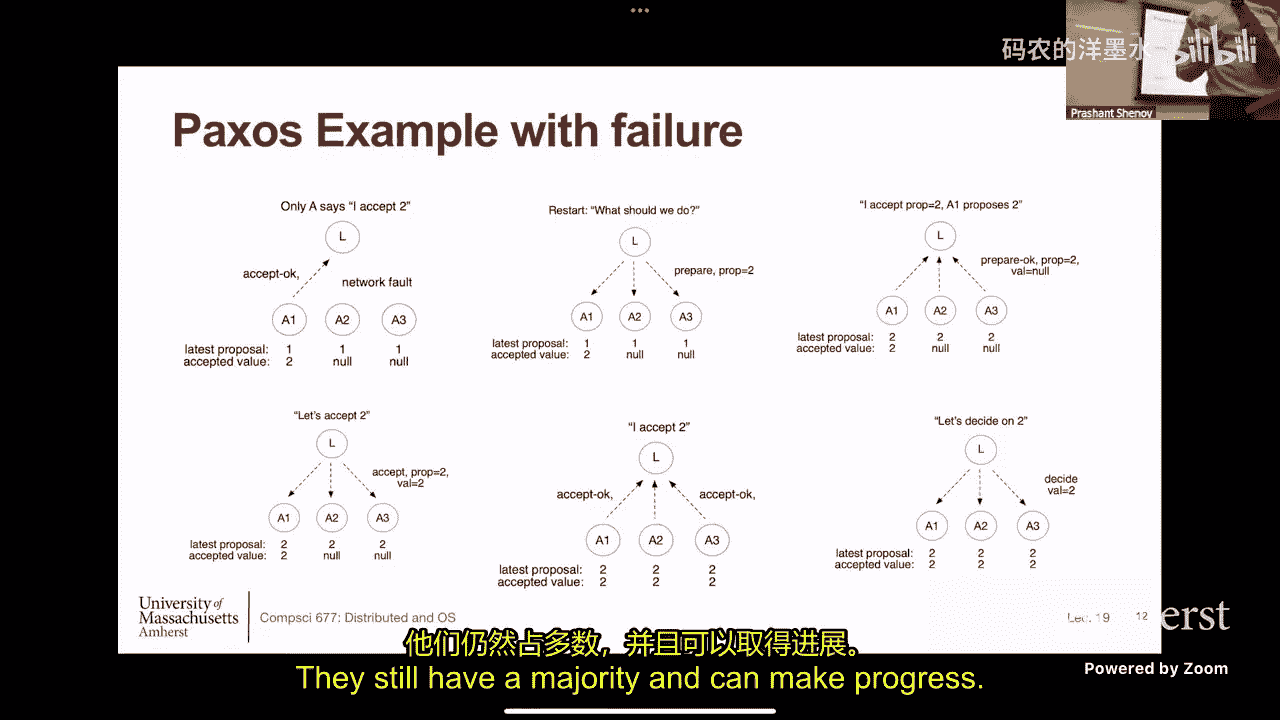 码农的洋墨水
bilibili
Prashant Shenoy
Paxos Example with failure
Only A says “I accept 2”
L
accept-ok,
network fault
A1 A2 A3
latest proposal: 1 1 1
accepted value: 2 null null
Restart: “What should we do?”
L
prepare, prop=2
A1 A2 A3
latest proposal: 1 1 1
accepted value: 2 null null
“I accept prop=2, A1 proposes 2”
L
prepare-ok, prop=2,
val=null
A1 A2 A3
latest proposal: 2 2 2
accepted value: 2 null null
“Let’s accept 2”
L
accept, prop=2,
val=2
A1 A2 A3
latest proposal: 2 2 2
accepted value: 2 null null
“I accept 2”
L
accept-ok, accept-ok,
A1 A2 A3
latest proposal: 2 2 2
accepted value: 2 2 2
“Let’s decide on 2”
L
decide
val=2
A1 A2 A3
latest proposal: 2 2 2
accepted value: 2 2 2
University of
Massachusetts
Amherst
Compsci 677: Distributed and OS
Lec. 19
12
erst
他们仍然占多数，并且可以取得进展。
They still have a majority and can make progress.
Powered by Zoom